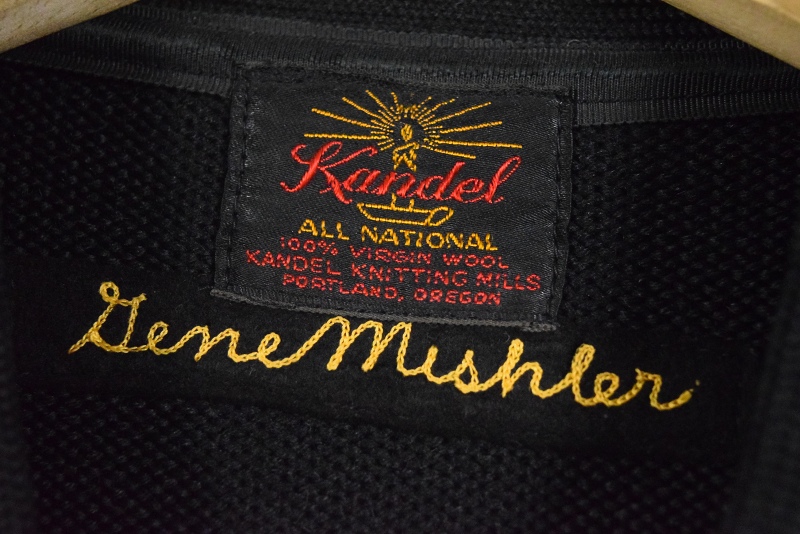 Kandel
ALL NATIONAL
100% VIRGIN WOOL
KANDEL KNITTING MILLS
PORTLAND, OREGON
Gene Mishler